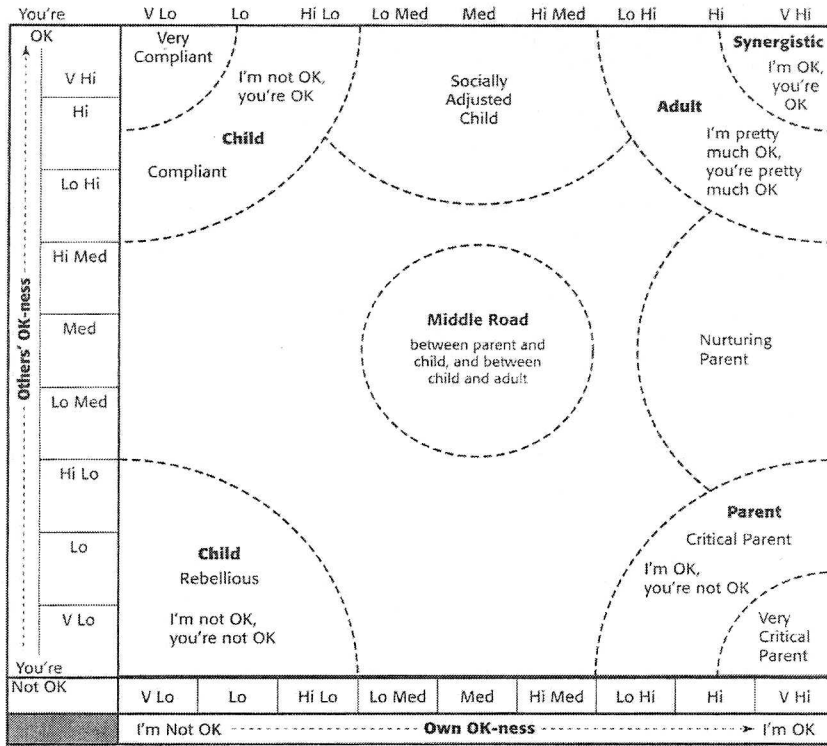 You're OK
V Lo Lo Hi Lo Lo Med Med Hi Med Lo Hi Hi V Hi
Very
Compliant
I'm not OK,
you're OK
Child
Compliant
Socially
Adjusted
Child
Synergistic
I'm OK,
you're
OK
Adult
I'm pretty
much OK,
you're pretty
much OK
V Hi
Hi
Lo Hi
Hi Med
Med
Lo Med
Hi Lo
Lo
V Lo
Others' OK-ness
Middle Road
between parent and
child, and between
child and adult
Nurturing
Parent
Child
Rebellious
I'm not OK,
you're not OK
Parent
Critical Parent
I'm OK,
you're not OK
Very
Critical
Parent
You're
Not OK
V Lo Lo Hi Lo Lo Med Med Hi Med Lo Hi Hi V Hi
I'm Not OK Own OK-ness I'm OK